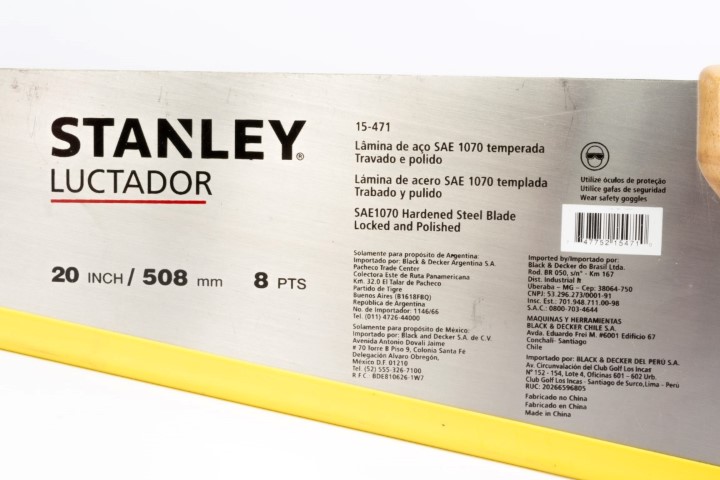 STANLEY®
LUCTADOR
20 INCH / 508 mm 8 PTS
15-471
Lâmina de aço SAE 1070 temperada
Travado e polido
Lámina de acero SAE 1070 templada
Trabado y pulido
SAE1070 Hardened Steel Blade
Locked and Polished
Utilize óculos de proteção
Utilice gafas de seguridad
Wear safety goggles
47752 15471
Solamente para propósito de Argentina:
Importado por: Black & Decker Argentina S.A.
Pacheco Trade Center
Colectora Este de Ruta Panamericana
Km. 32.0 El Talar de Pacheco
Partido de Tigre
Buenos Aires (B1618FBQ)
República de Argentina
No. de Importador: 1146/66
Tel. (011) 4726-44000
Solamente para propósito de México:
Importado por: Black and Decker S.A. de C.V.
Avenida Antonio Dovali Jaime
# 70 Torre B Piso 9, Colonia Santa Fé
Delegación Alvaro Obregón,
México D.F. 01210
Tel. (52) 555-326-7100
R.F.C. BDE810626-1W7
Imported by/Importado por:
Black & Decker do Brasil Ltda.
Rod. BR 050, s/n° - Km 167
Dist. Industrial II
Uberaba – MG – Cep: 38064-750
CNPJ: 53.296.273/0001-91
Insc. Est.: 701.948.711.00-98
S.A.C.: 0800-703-4644
MAQUINAS Y HERRAMIENTAS
BLACK & DECKER CHILE S.A.
Avda. Eduardo Frei M. #6001 Edificio 67
Conchali- Santiago
Chile
Importado por: BLACK & DECKER DEL PERÚ S.A.
Av. Circunvalación del Club Golf Los Incat
N° 152 - 154, Lote 4, Oficinas 601 - 602 Urb.
Club Golf Los Incas - Santiago de Surco, Lima - Perú
RUC: 20266596805
Fabricado no China
Fabricado en China
Made in China